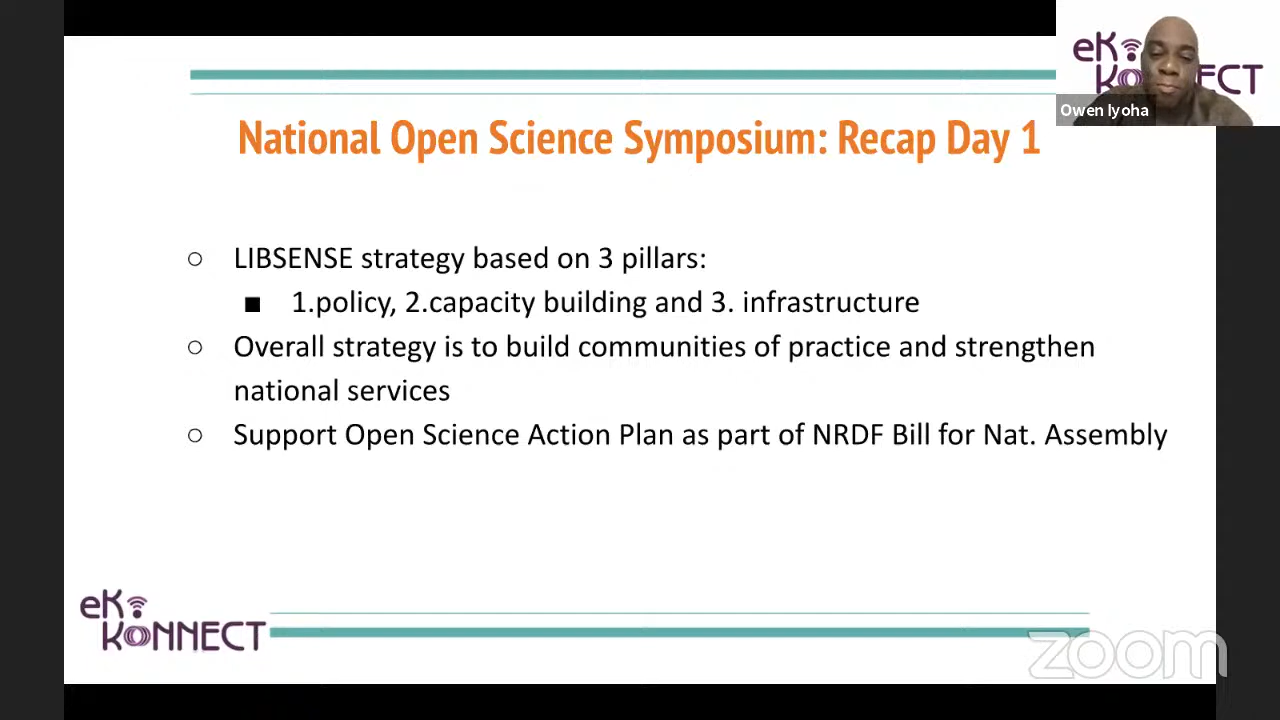 eK
KONNECT
Owen Iyoha
National Open Science Symposium: Recap Day 1
○ LIBSENSE strategy based on 3 pillars:
■ 1.policy, 2.capacity building and 3. infrastructure
○ Overall strategy is to build communities of practice and strengthen
national services
○ Support Open Science Action Plan as part of NRDF Bill for Nat. Assembly
eK
KONNECT
zoom